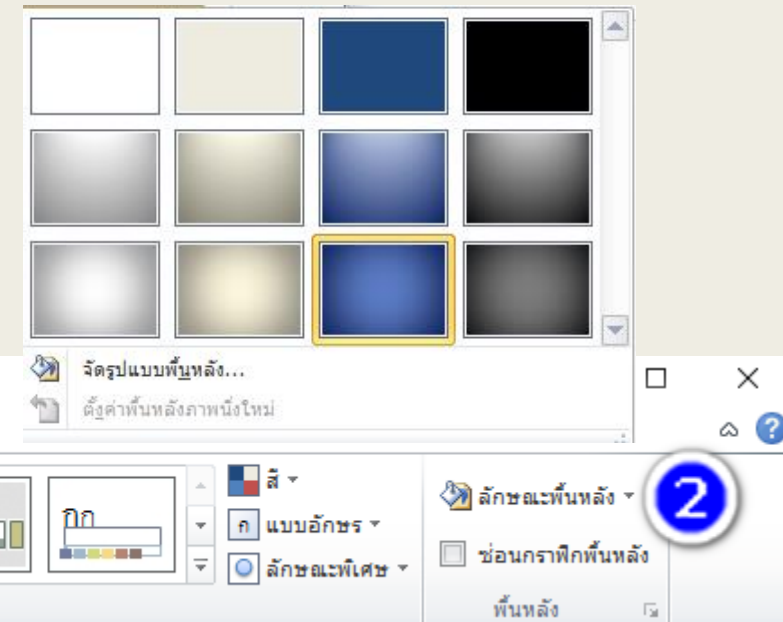 จัดรูปแบบพื้นหลัง...
ตั้งค่าพื้นหลังภาพนิ่งใหม่
?
กก
สี
ก แบบอักษร
ลักษณะพิเศษ
ลักษณะพื้นหลัง
2
ซ่อนกราฟิกพื้นหลัง
พื้นหลัง